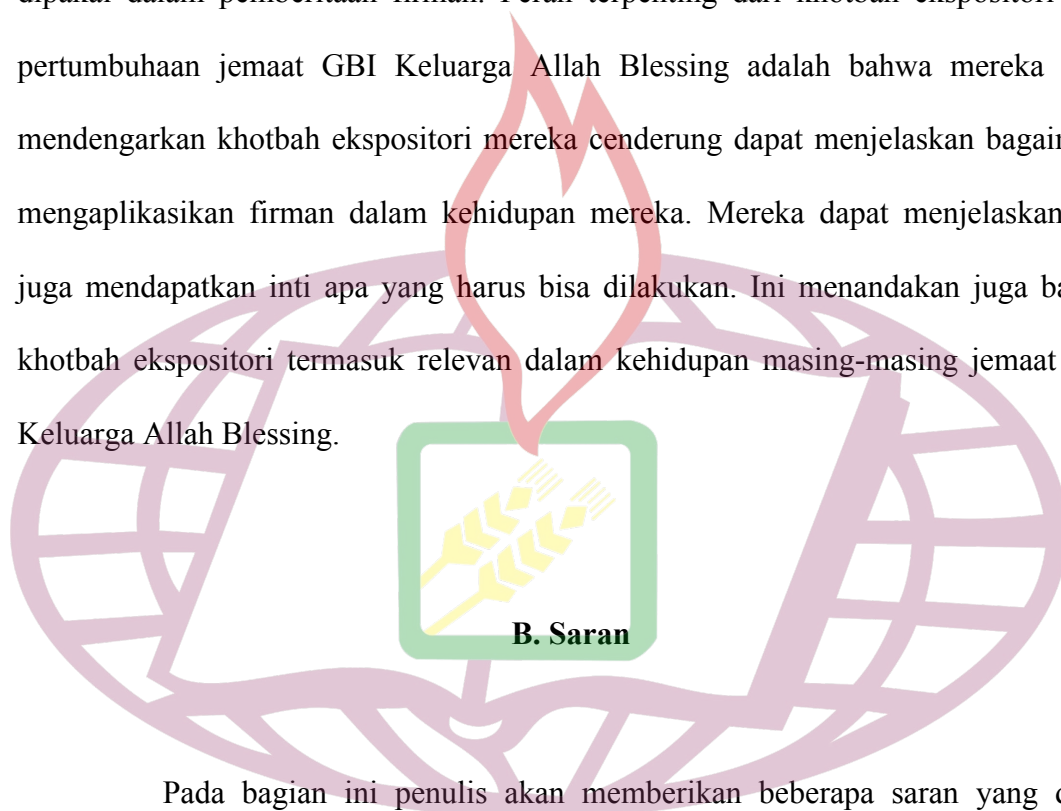 dipakai dalam pemberitaan firman. Peran terpenting dari khotbah ekspositori
pertumbuhaan jemaat GBI Keluarga Allah Blessing adalah bahwa mereka
mendengarkan khotbah ekspositori mereka cenderung dapat menjelaskan
mengaplikasikan firman dalam kehidupan mereka. Mereka dapat menjelaskan
juga mendapatkan inti apa yang harus bisa dilakukan. Ini menandakan juga
khotbah ekspositori termasuk relevan dalam kehidupan masing-masing jemaat
Keluarga Allah Blessing.
B. Saran
Pada bagian ini penulis akan memberikan beberapa saran yang